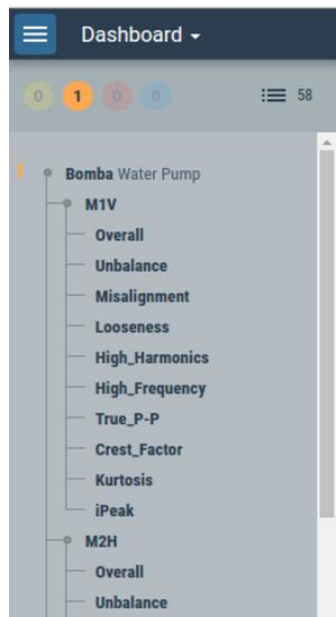 Dashboard
0 1 0 0 58
Bomba Water Pump
M1V
Overall
Unbalance
Misalignment
Looseness
High_Harmonics
High_Frequency
True_P-P
Crest_Factor
Kurtosis
iPeak
M2H
Overall
Unbalance